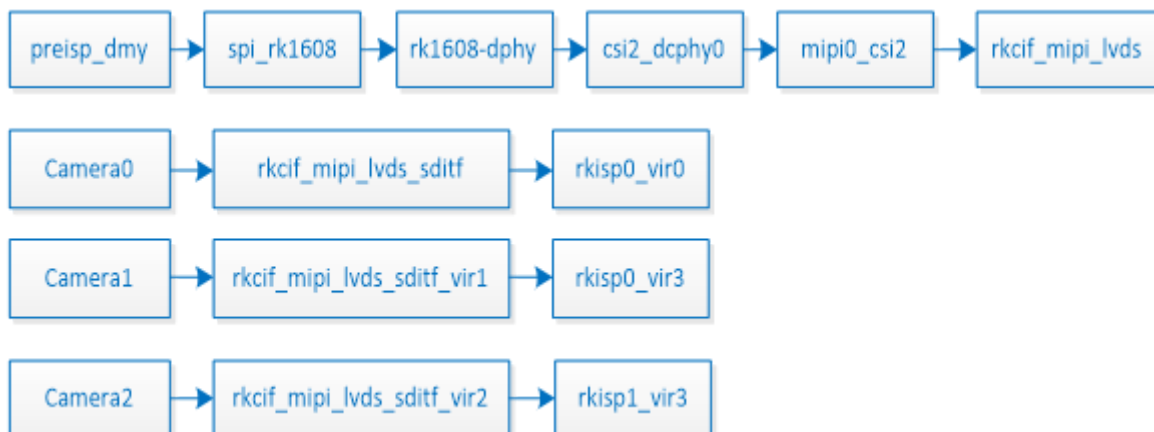 preisp_dmy spi_rk1608 rk1608-dphy csi2_dcphy0 mipi0_csi2 rkcif_mipi_lvds
Camera0 rkcif_mipi_lvds_sditf rkisp0_vir0
Camera1 rkcif_mipi_lvds_sditf_vir1 rkisp0_vir3
Camera2 rkcif_mipi_lvds_sditf_vir2 rkisp1_vir3